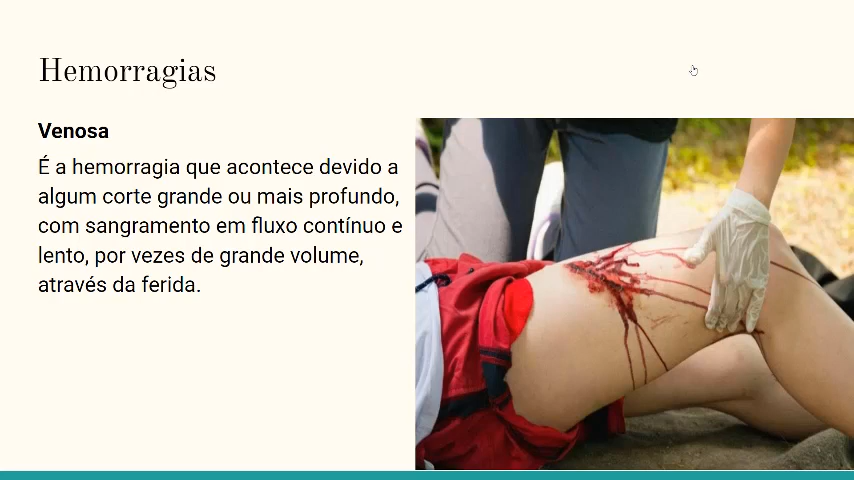 Hemorragias
Venosa
É a hemorragia que acontece devido a
algum corte grande ou mais profundo,
com sangramento em fluxo contínuo e
lento, por vezes de grande volume,
através da ferida.